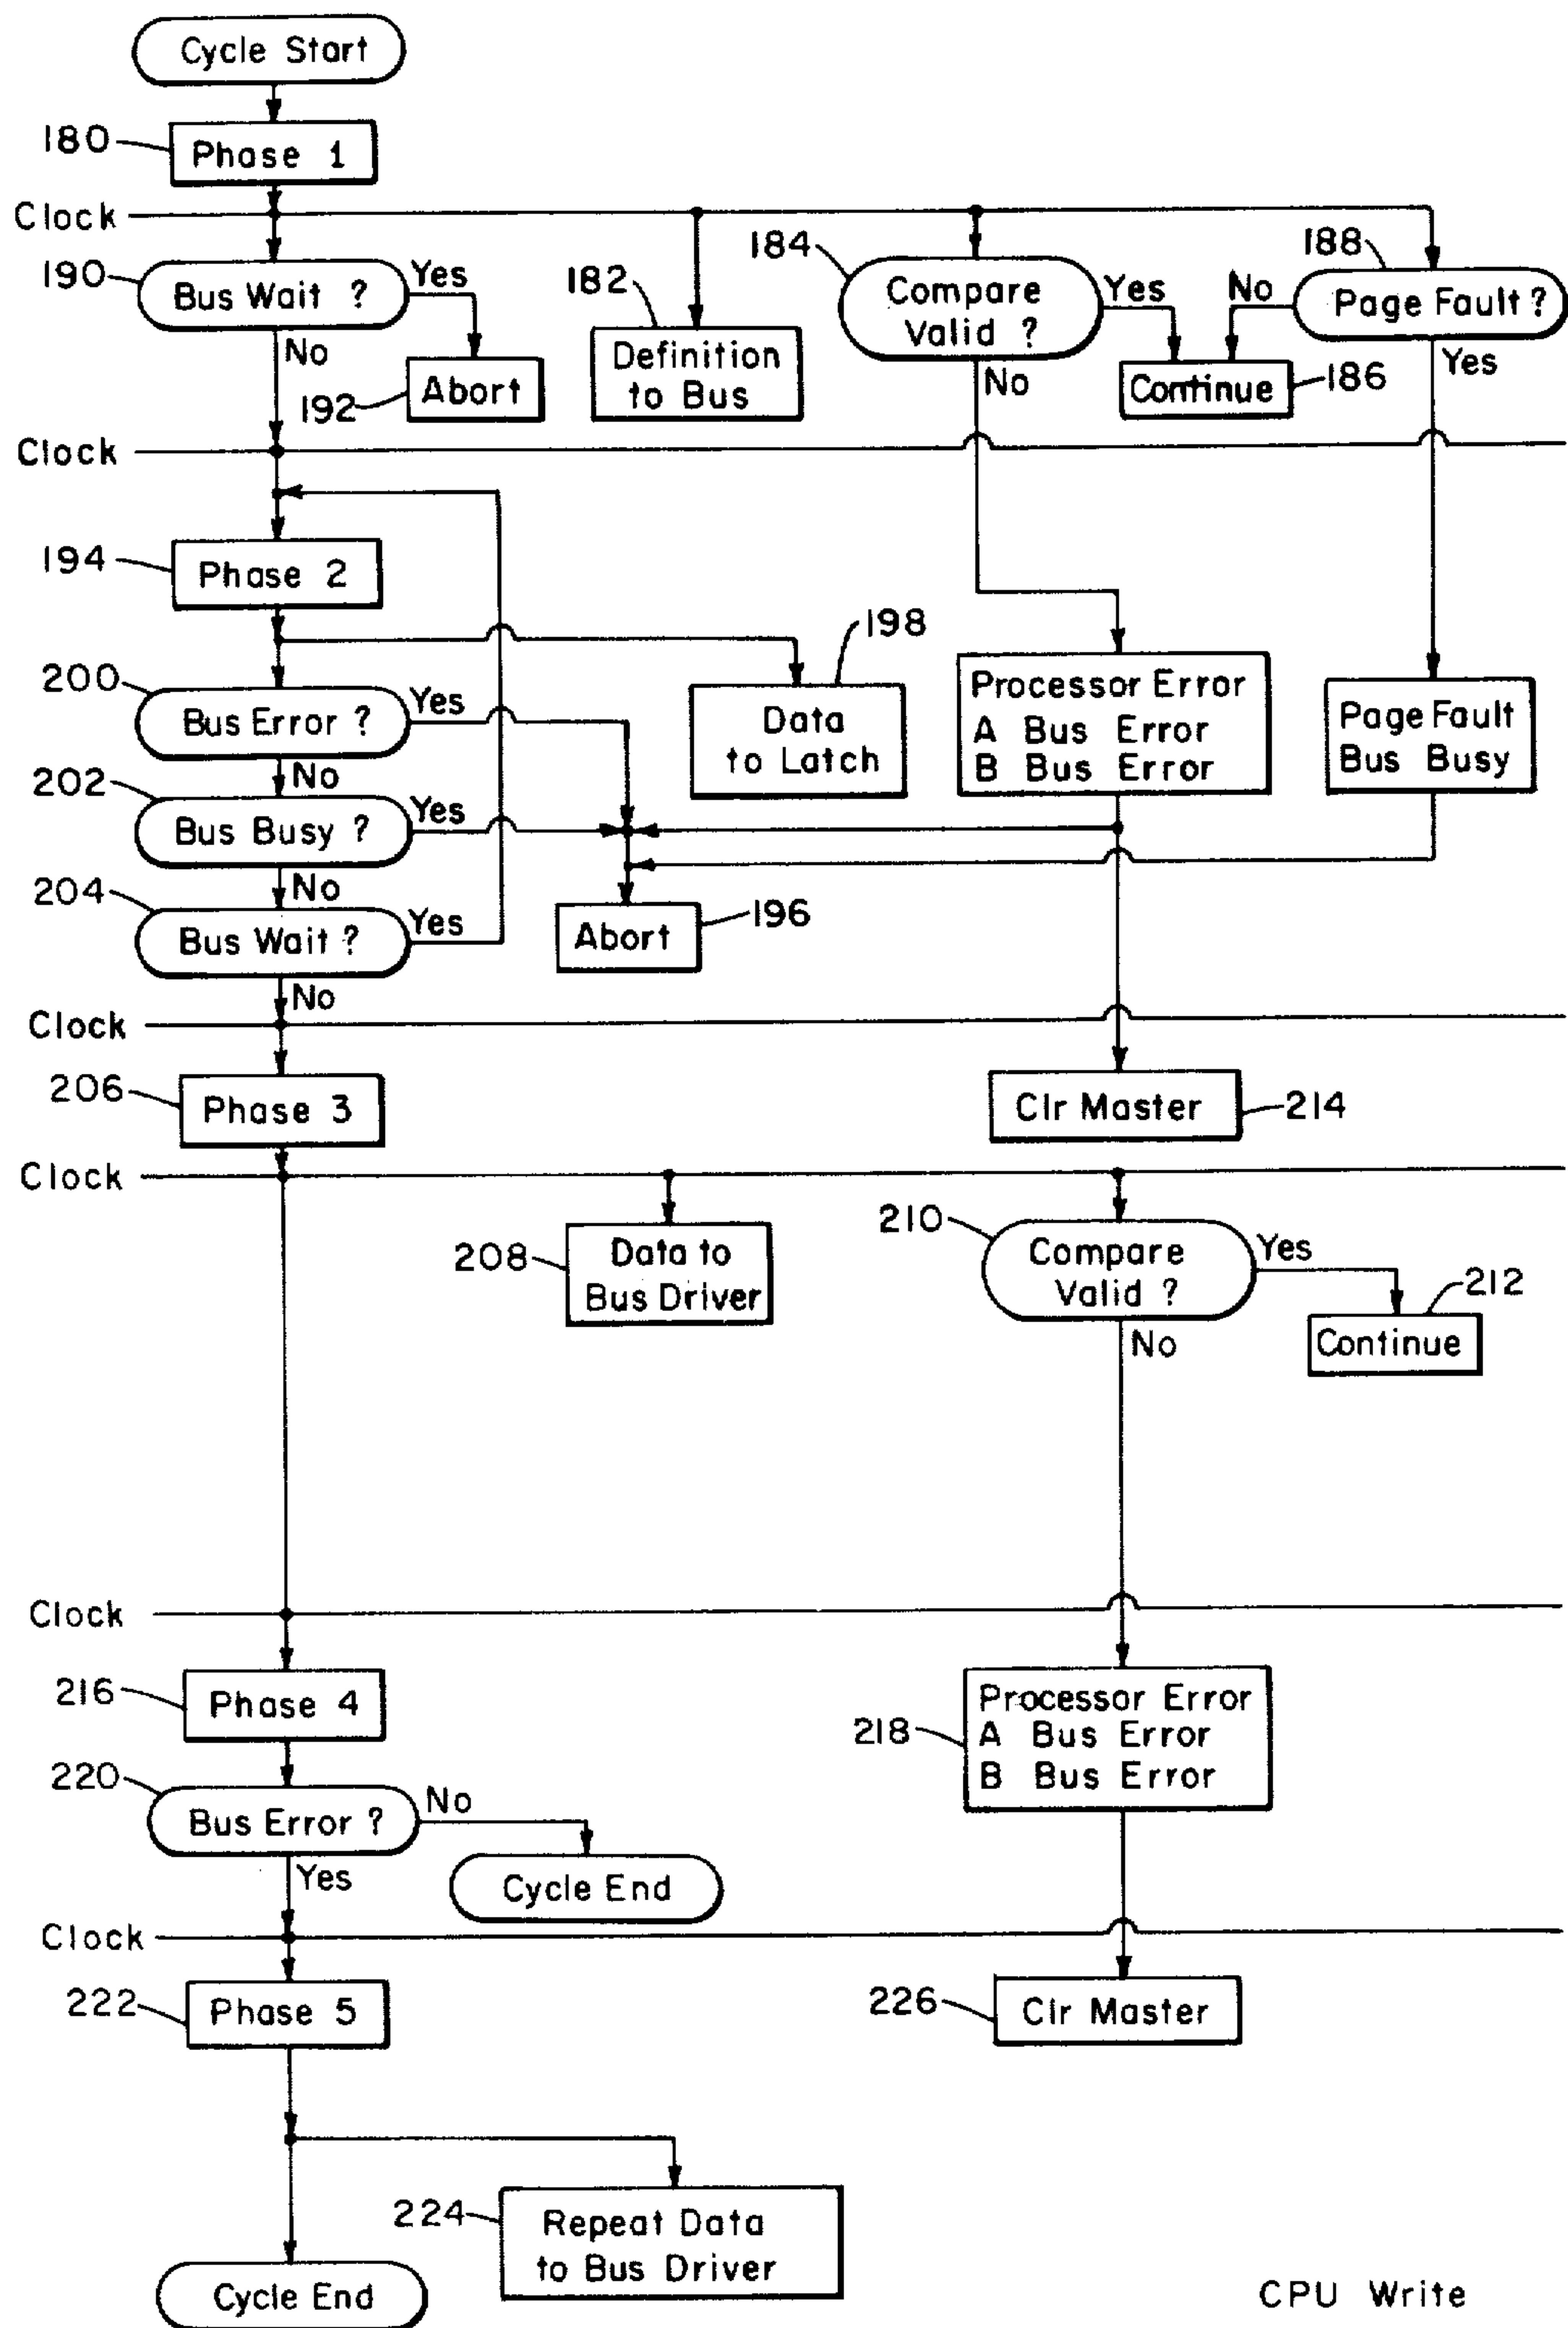 Cycle Start
180
Phase 1
Clock
190
Bus Wait ?
Yes
No
192
Abort
182
Definition
to Bus
184
Compare
Valid ?
Yes
No
188
Page Fault ?
No
Yes
Continue
186
Clock
194
Phase 2
198
Data
to Latch
200
Bus Error ?
Yes
No
202
Bus Busy ?
Yes
No
204
Bus Wait ?
Yes
No
Abort
196
Processor Error
A Bus Error
B Bus Error
Page Fault
Bus Busy
Clock
206
Phase 3
Clr Master
214
Clock
208
Data to
Bus Driver
210
Compare
Valid ?
Yes
No
212
Continue
Clock
216
Phase 4
218
Processor Error
A Bus Error
B Bus Error
220
Bus Error ?
No
Yes
Cycle End
Clock
222
Phase 5
226
Clr Master
224
Repeat Data
to Bus Driver
Cycle End
CPU Write